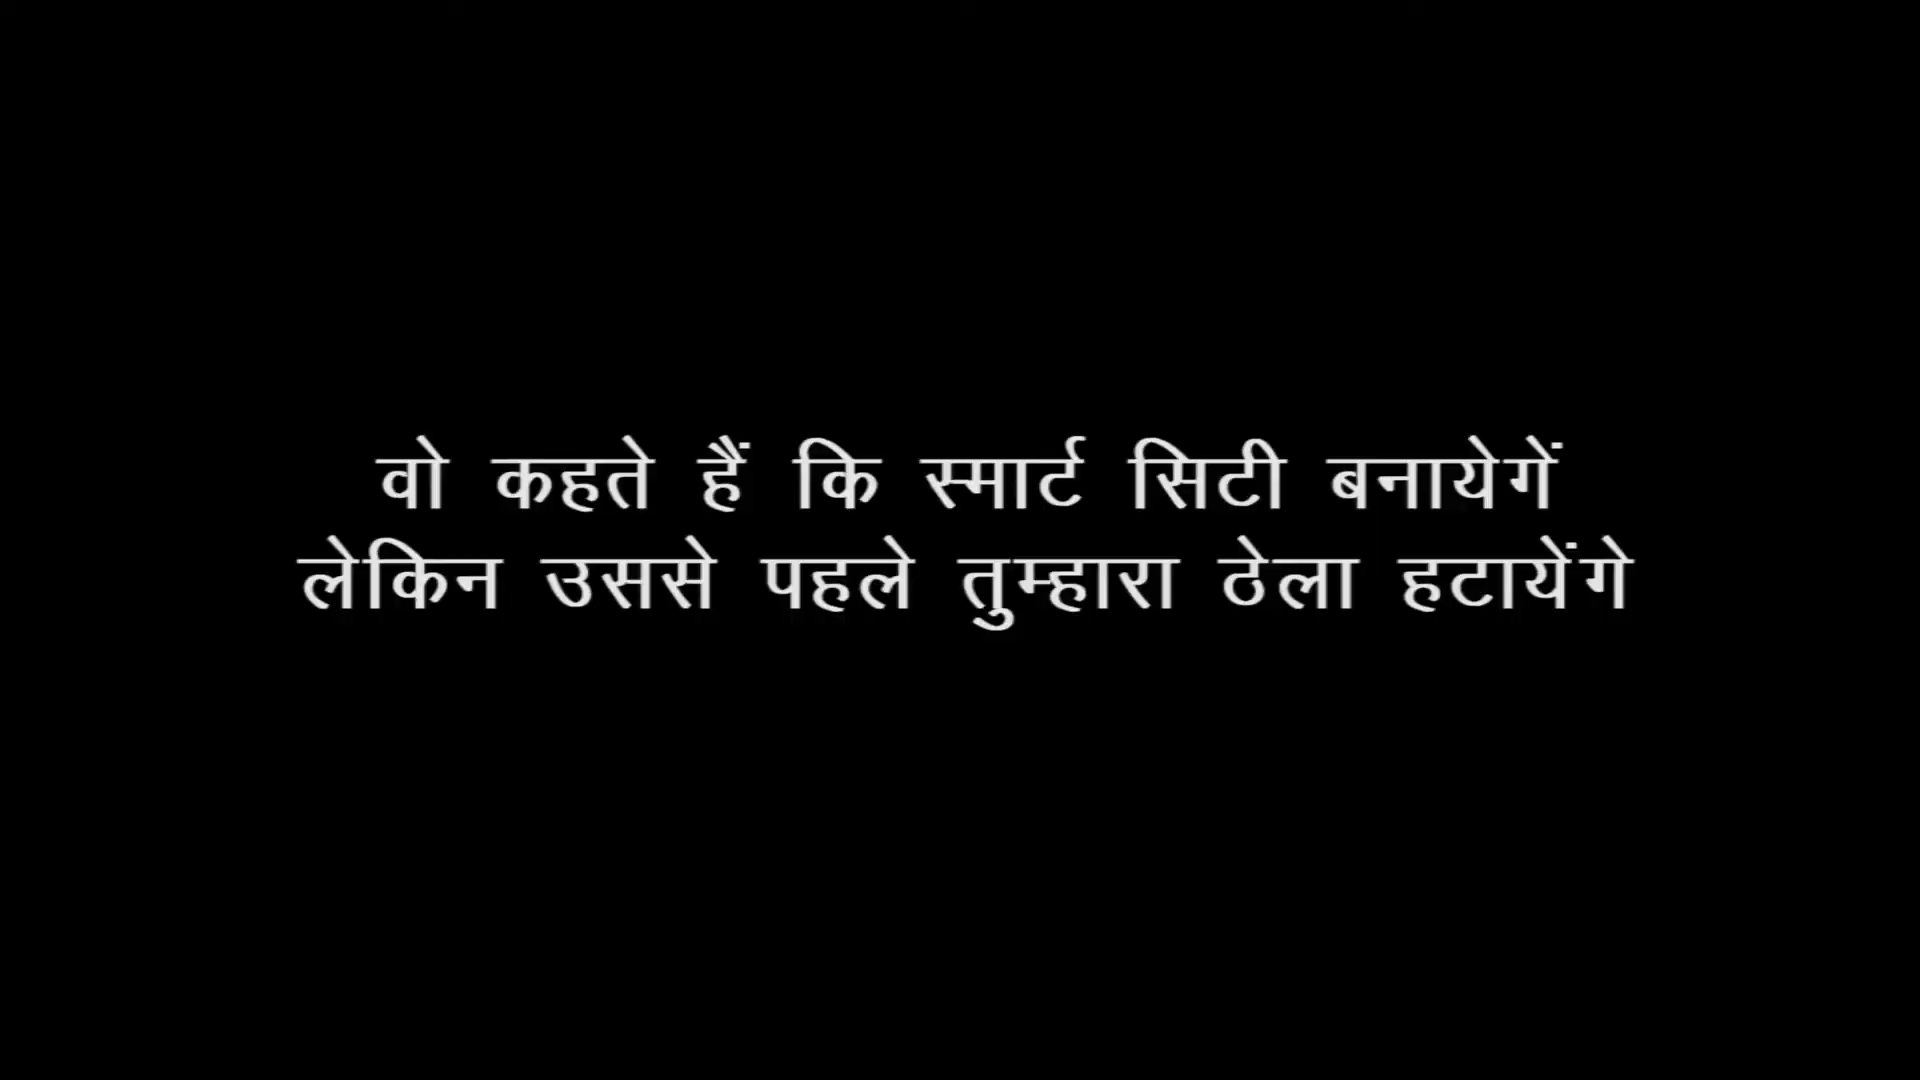 वो कहते हैं कि स्मार्ट सिटी बनायेगें
लेकिन उससे पहले तुम्हारा ठेला हटायेंगे